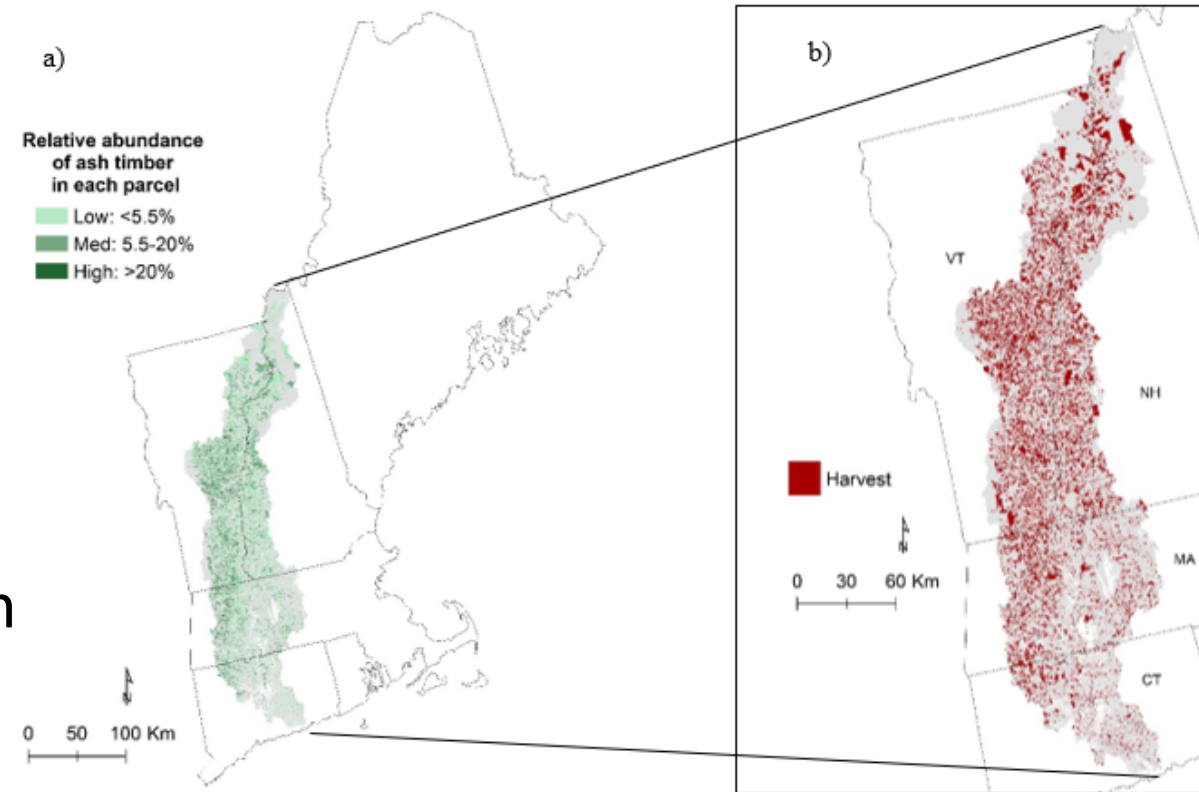 a)
Relative abundance
of ash timber
in each parcel
Low: <5.5%
Med: 5.5-20%
High: >20%
n
0 50 100 Km
b)
VT
NH
Harvest
MA
0 30 60 Km
CT